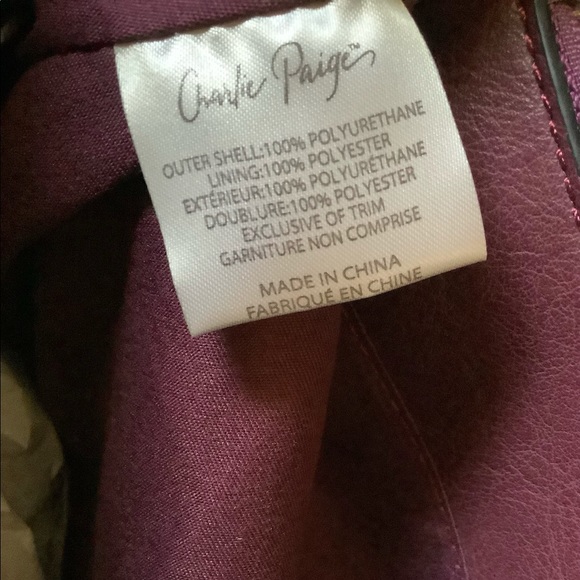 Charlie Paige™
OUTER SHELL:100% POLYURETHANE
LINING:100% POLYESTER
EXTÉRIEUR:100% POLYURÉTHANE
DOUBLURE:100% POLYESTER
EXCLUSIVE OF TRIM
GARNITURE NON COMPRISE
MADE IN CHINA
FABRIQUÉ EN CHINE